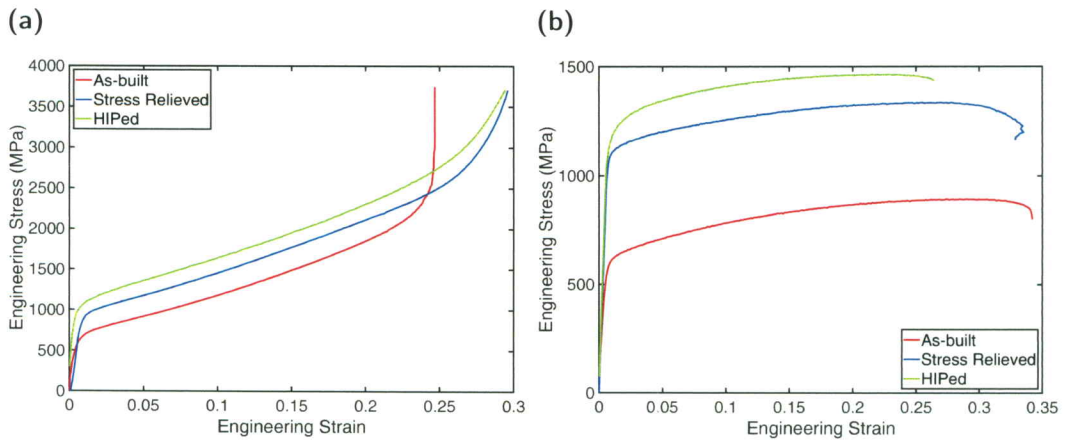 (a)
4000
3500
3000
2500
2000
1500
1000
500
0
Engineering Stress (MPa)
As-built
Stress Relieved
HIPed
0 0.05 0.1 0.15 0.2 0.25 0.3
Engineering Strain
(b)
1500
1000
500
0
Engineering Stress (MPa)
As-built
Stress Relieved
HIPed
0 0.05 0.1 0.15 0.2 0.25 0.3 0.35
Engineering Strain